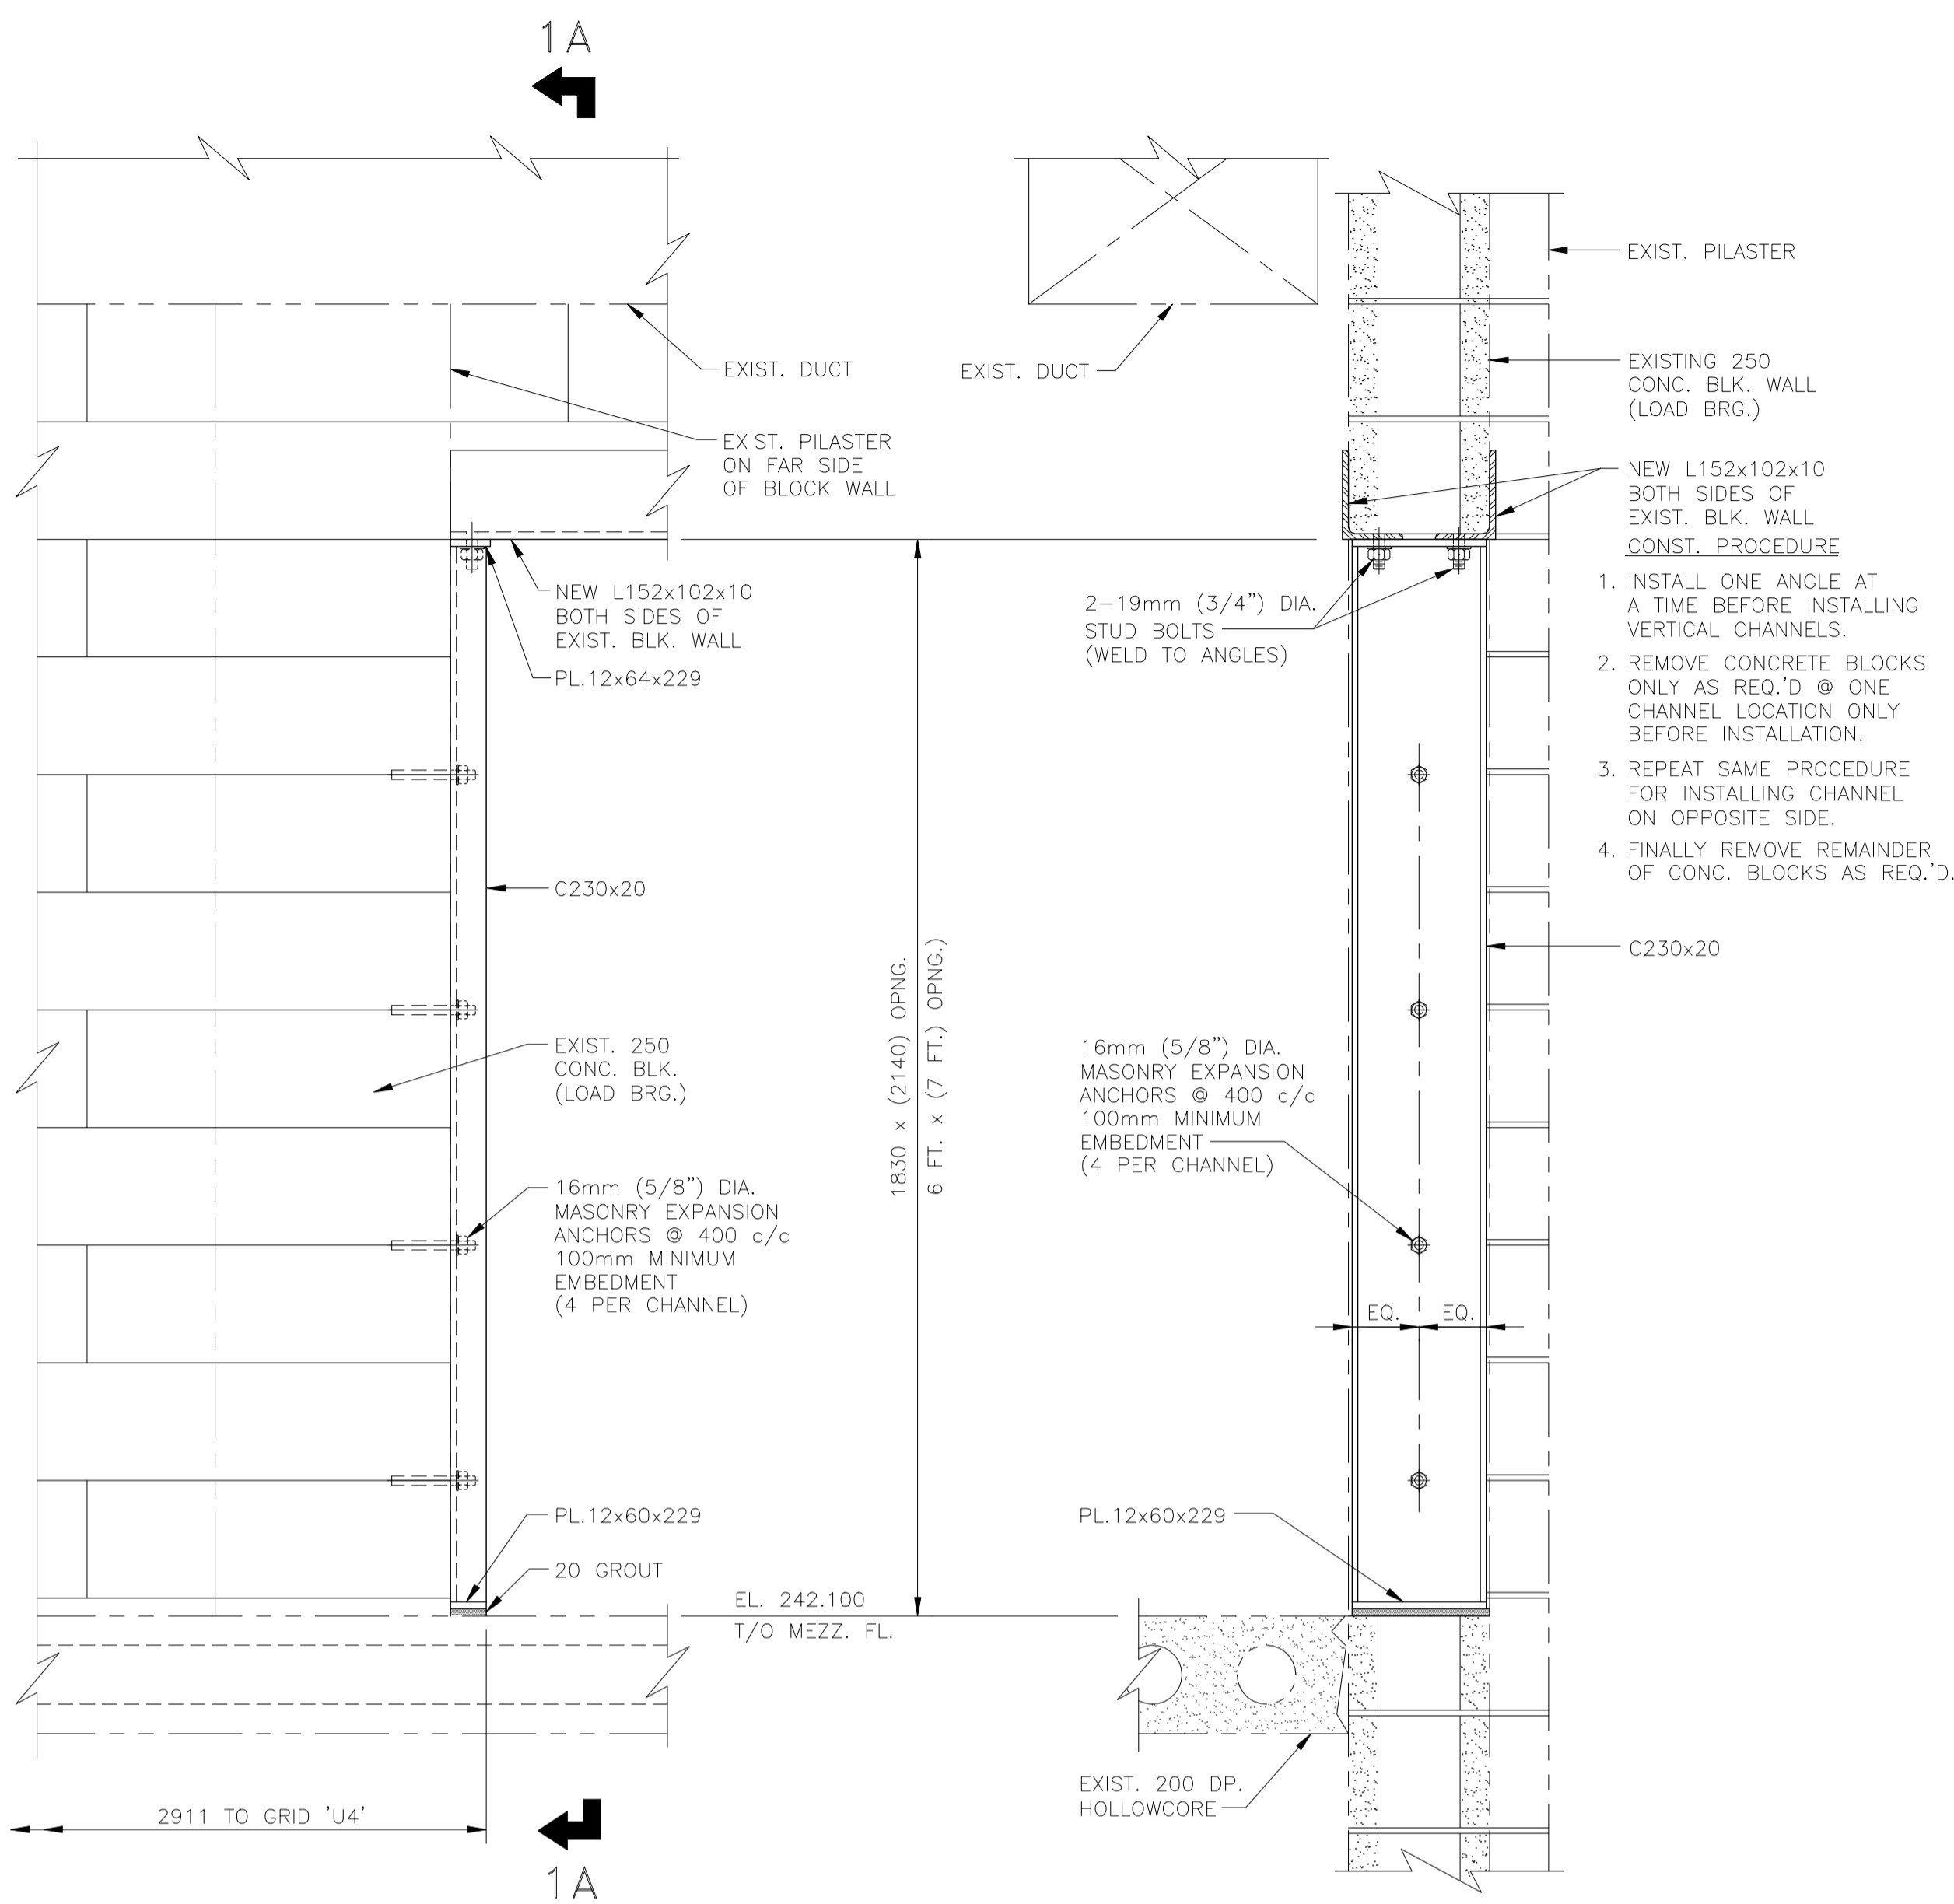 1A
EXIST. DUCT
EXIST. PILASTER
ON FAR SIDE
OF BLOCK WALL
NEW L152x102x10
BOTH SIDES OF
EXIST. BLK. WALL
PL.12x64x229
C230x20
EXIST. 250
CONC. BLK.
(LOAD BRG.)
16mm (5/8") DIA.
MASONRY EXPANSION
ANCHORS @ 400 c/c
100mm MINIMUM
EMBEDMENT
(4 PER CHANNEL)
PL.12x60x229
20 GROUT
EL. 242.100
T/O MEZZ. FL.
2911 TO GRID 'U4'
1A
1830 x (2140) OPNG.
6 FT. x (7 FT.) OPNG.)
EXIST. DUCT
2-19mm (3/4") DIA.
STUD BOLTS
(WELD TO ANGLES)
16mm (5/8") DIA.
MASONRY EXPANSION
ANCHORS @ 400 c/c
100mm MINIMUM
EMBEDMENT
(4 PER CHANNEL)
EQ. EQ.
PL.12x60x229
EXIST. 200 DP.
HOLLOWCORE
EXIST. PILASTER
EXISTING 250
CONC. BLK. WALL
(LOAD BRG.)
NEW L152x102x10
BOTH SIDES OF
EXIST. BLK. WALL
CONST. PROCEDURE
1. INSTALL ONE ANGLE AT
A TIME BEFORE INSTALLING
VERTICAL CHANNELS.
2. REMOVE CONCRETE BLOCKS
ONLY AS REQ.'D @ ONE
CHANNEL LOCATION ONLY
BEFORE INSTALLATION.
3. REPEAT SAME PROCEDURE
FOR INSTALLING CHANNEL
ON OPPOSITE SIDE.
4. FINALLY REMOVE REMAINDER
OF CONC. BLOCKS AS REQ.'D.
C230x20